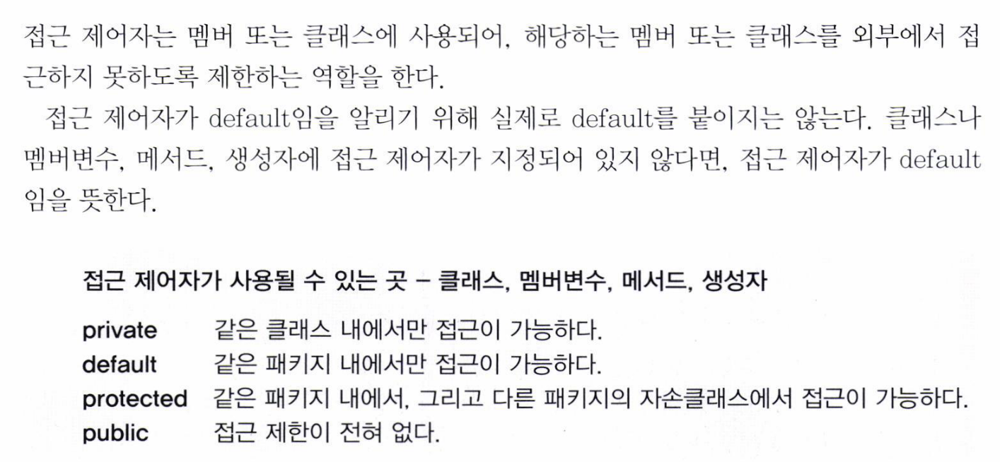 접근 제어자는 멤버 또는 클래스에 사용되어, 해당하는 멤버 또는 클래스를 외부에서 접
근하지 못하도록 제한하는 역할을 한다.
접근 제어자가 default임을 알리기 위해 실제로 default를 붙이지는 않는다. 클래스나
멤버변수, 메서드, 생성자에 접근 제어자가 지정되어 있지 않다면, 접근 제어자가 default
임을 뜻한다.
접근 제어자가 사용될 수 있는 곳 – 클래스, 멤버변수, 메서드, 생성자
private 같은 클래스 내에서만 접근이 가능하다.
default 같은 패키지 내에서만 접근이 가능하다.
protected 같은 패키지 내에서, 그리고 다른 패키지의 자손클래스에서 접근이 가능하다.
public 접근 제한이 전혀 없다.